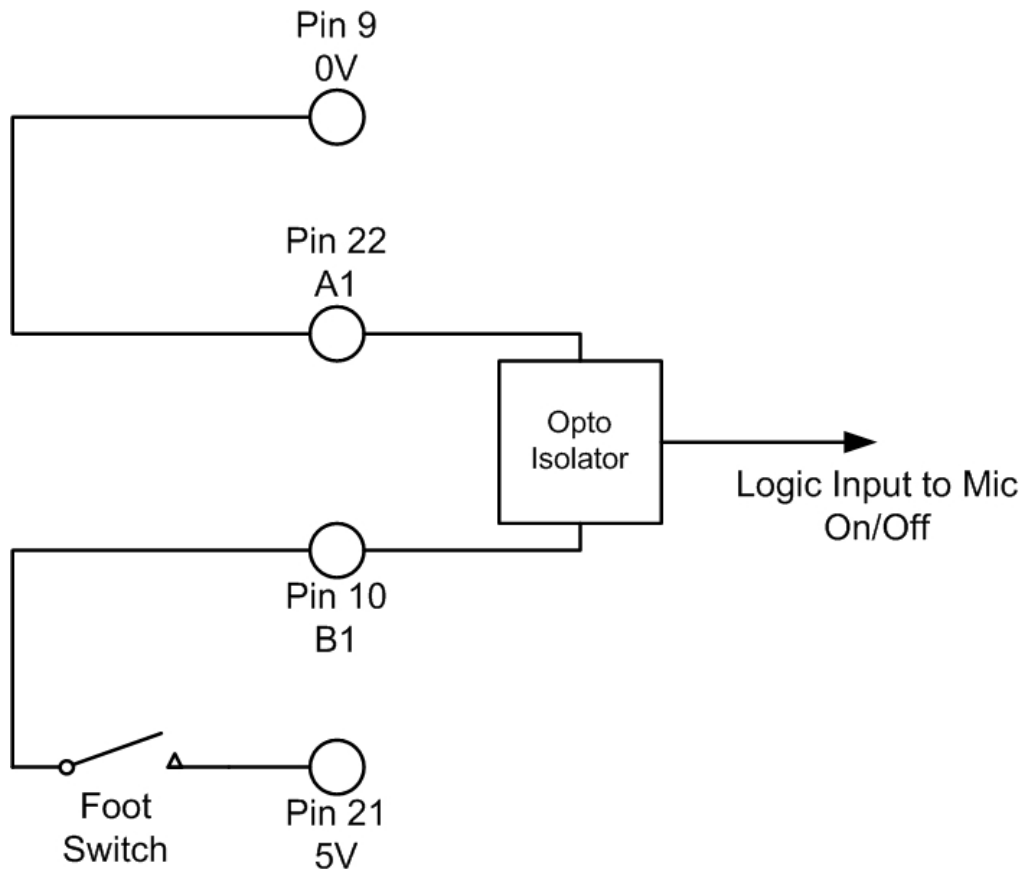 Pin 9
0V
Pin 22
A1
Opto
Isolator
Logic Input to Mic
On/Off
Pin 10
B1
Foot
Switch
Pin 21
5V